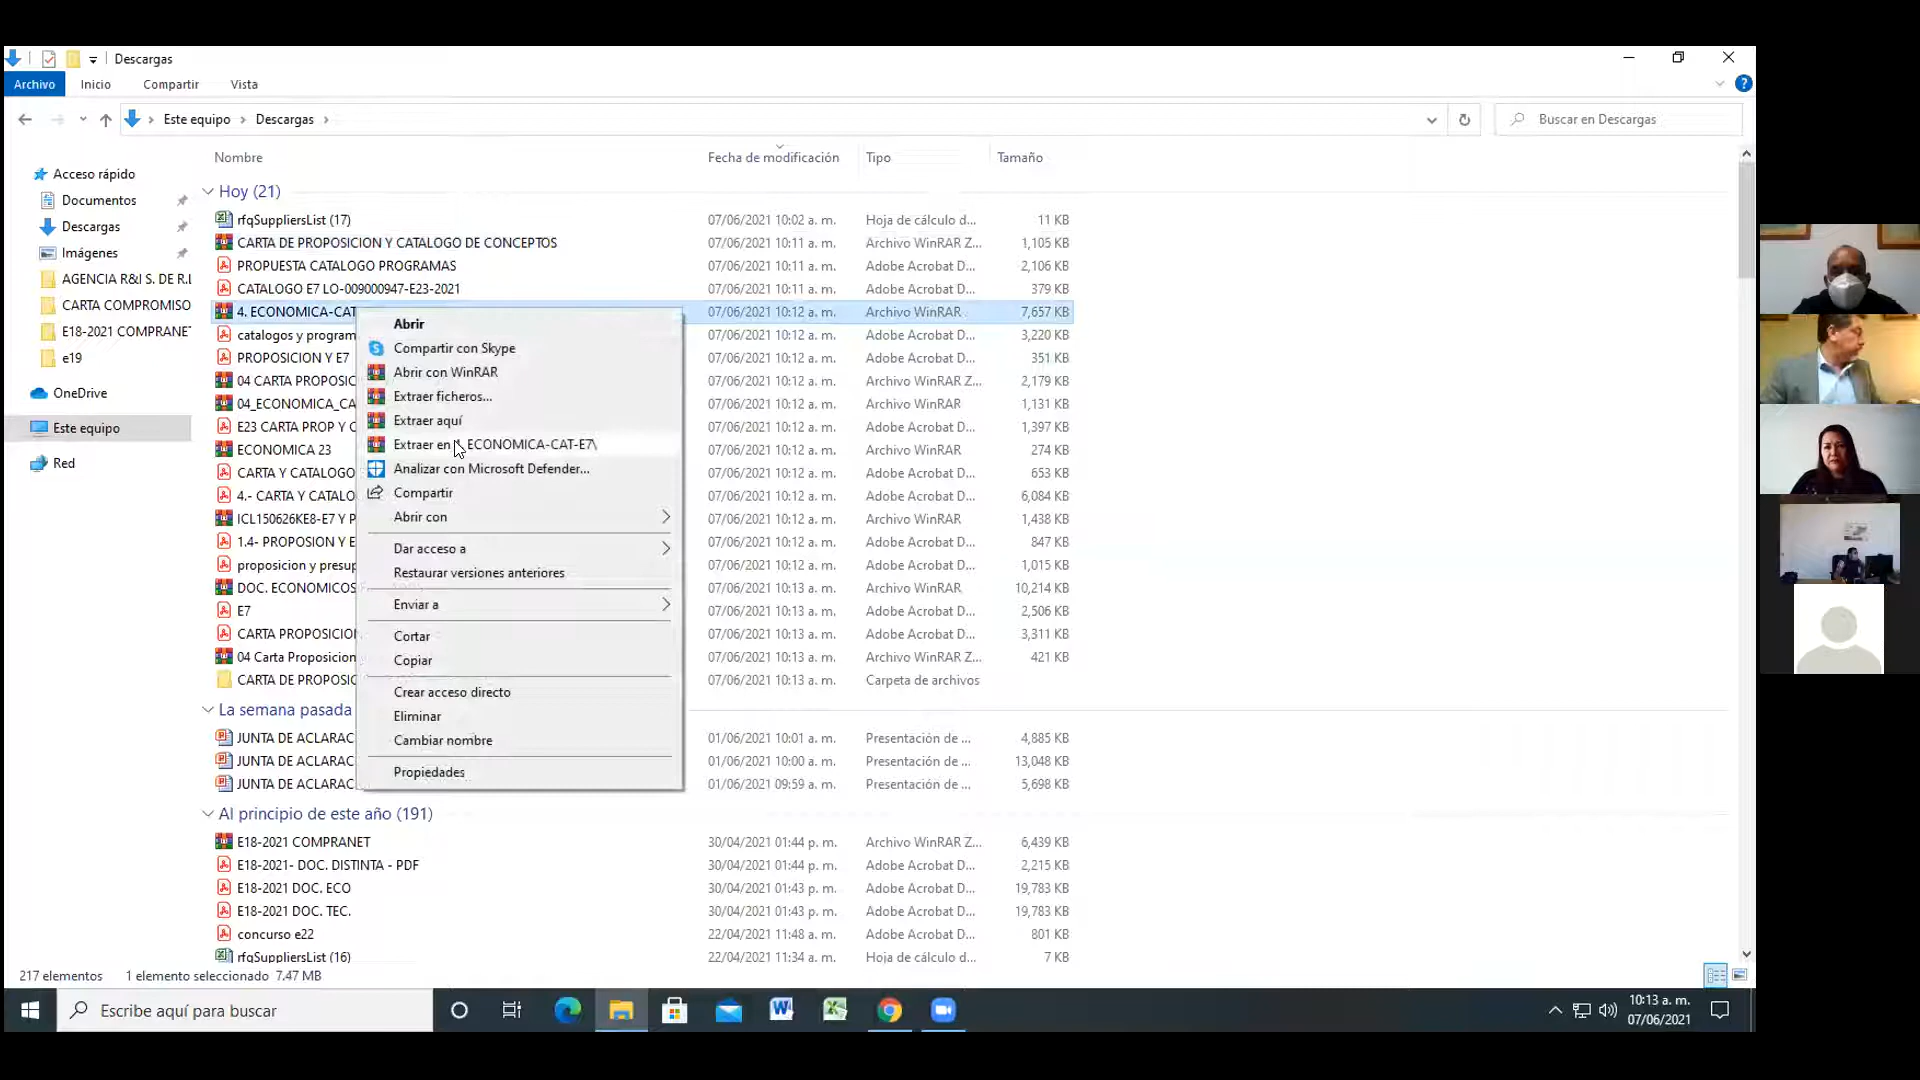 Descargas
Archivo Inicio Compartir Vista
Este equipo Descargas
Buscar en Descargas
Nombre Fecha de modificación Tipo Tamaño
Acceso rápido
Documentos
Descargas
Imágenes
AGENCIA R&I S. DE R.L
CARTA COMPROMISO
E18-2021 COMPRANET
e19
OneDrive
Este equipo
Red
Hoy (21)
rfqSuppliersList (17) 07/06/2021 10:02 a. m. Hoja de cálculo d... 11 KB
CARTA DE PROPOSICION Y CATALOGO DE CONCEPTOS 07/06/2021 10:11 a. m. Archivo WinRAR Z... 1,105 KB
PROPUESTA CATALOGO PROGRAMAS 07/06/2021 10:11 a. m. Adobe Acrobat D... 2,106 KB
CATALOGO E7 LO-009000947-E23-2021 07/06/2021 10:11 a. m. Adobe Acrobat D... 379 KB
4. ECONOMICA-CAT 07/06/2021 10:12 a. m. Archivo WinRAR 7,657 KB
catalogos y program 07/06/2021 10:12 a. m. Adobe Acrobat D... 3,220 KB
PROPOSICION Y E7 07/06/2021 10:12 a. m. Adobe Acrobat D... 351 KB
04 CARTA PROPOSIC 07/06/2021 10:12 a. m. Archivo WinRAR Z... 2,179 KB
04_ECONOMICA_CA 07/06/2021 10:12 a. m. Archivo WinRAR 1,131 KB
E23 CARTA PROP Y C 07/06/2021 10:12 a. m. Adobe Acrobat D... 1,397 KB
ECONOMICA 23 07/06/2021 10:12 a. m. Archivo WinRAR 274 KB
CARTA Y CATALOGO 07/06/2021 10:12 a. m. Adobe Acrobat D... 653 KB
4.- CARTA Y CATALO 07/06/2021 10:12 a. m. Adobe Acrobat D... 6,084 KB
ICL150626KE8-E7 Y P 07/06/2021 10:12 a. m. Archivo WinRAR 1,438 KB
1.4- PROPOSION Y E 07/06/2021 10:12 a. m. Adobe Acrobat D... 847 KB
proposicion y presup 07/06/2021 10:12 a. m. Adobe Acrobat D... 1,015 KB
DOC. ECONOMICOS 07/06/2021 10:13 a. m. Archivo WinRAR 10,214 KB
E7 07/06/2021 10:13 a. m. Adobe Acrobat D... 2,506 KB
CARTA PROPOSICION 07/06/2021 10:13 a. m. Adobe Acrobat D... 3,311 KB
04 Carta Proposicion 07/06/2021 10:13 a. m. Archivo WinRAR Z... 421 KB
CARTA DE PROPOSIC 07/06/2021 10:13 a. m. Carpeta de archivos
La semana pasada
JUNTA DE ACLARAC 01/06/2021 10:01 a. m. Presentación de ... 4,885 KB
JUNTA DE ACLARAC 01/06/2021 10:00 a. m. Presentación de ... 13,048 KB
JUNTA DE ACLARAC 01/06/2021 09:59 a. m. Presentación de ... 5,698 KB
Al principio de este año (191)
E18-2021 COMPRANET 30/04/2021 01:44 p. m. Archivo WinRAR Z... 6,439 KB
E18-2021- DOC. DISTINTA - PDF 30/04/2021 01:44 p. m. Adobe Acrobat D... 2,215 KB
E18-2021 DOC. ECO 30/04/2021 01:43 p. m. Adobe Acrobat D... 19,783 KB
E18-2021 DOC. TEC. 30/04/2021 01:43 p. m. Adobe Acrobat D... 19,783 KB
concurso e22 22/04/2021 11:48 a. m. Adobe Acrobat D... 801 KB
rfqSuppliersList (16) 22/04/2021 11:34 a. m. Hoja de cálculo d... 7 KB
Abrir
Compartir con Skype
Abrir con WinRAR
Extraer ficheros...
Extraer aquí
Extraer en ECONOMICA-CAT-E7\
Analizar con Microsoft Defender...
Compartir
Abrir con
Dar acceso a
Restaurar versiones anteriores
Enviar a
Cortar
Copiar
Crear acceso directo
Eliminar
Cambiar nombre
Propiedades
217 elementos 1 elemento seleccionado 7.47 MB
Escribe aquí para buscar
10:13 a. m.
07/06/2021